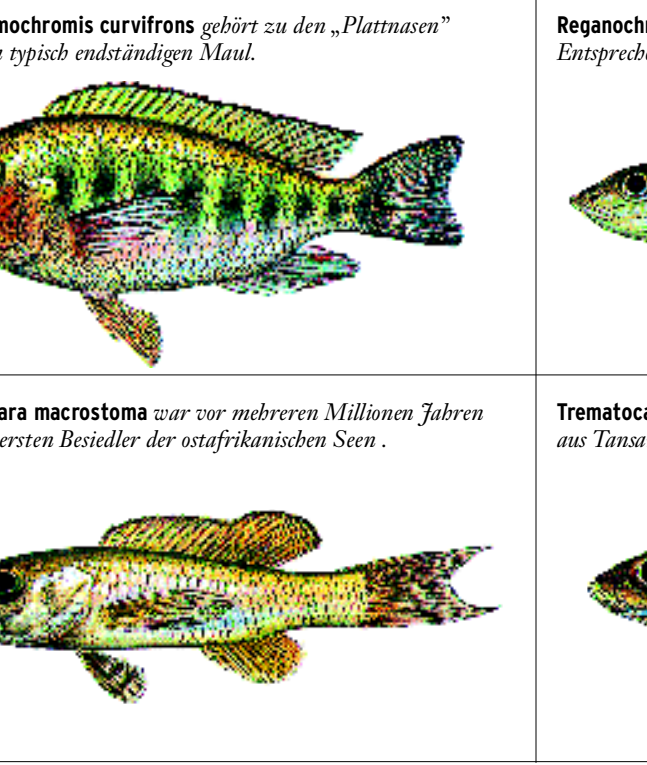 mochromis curvifrons gehört zu den „Plattnasen”
typisch endständigen Maul.
Reganochr
Entspreche
ara macrostoma war vor mehreren Millionen Jahren
ersten Besiedler der ostafrikanischen Seen .
Trematoca
aus Tansa